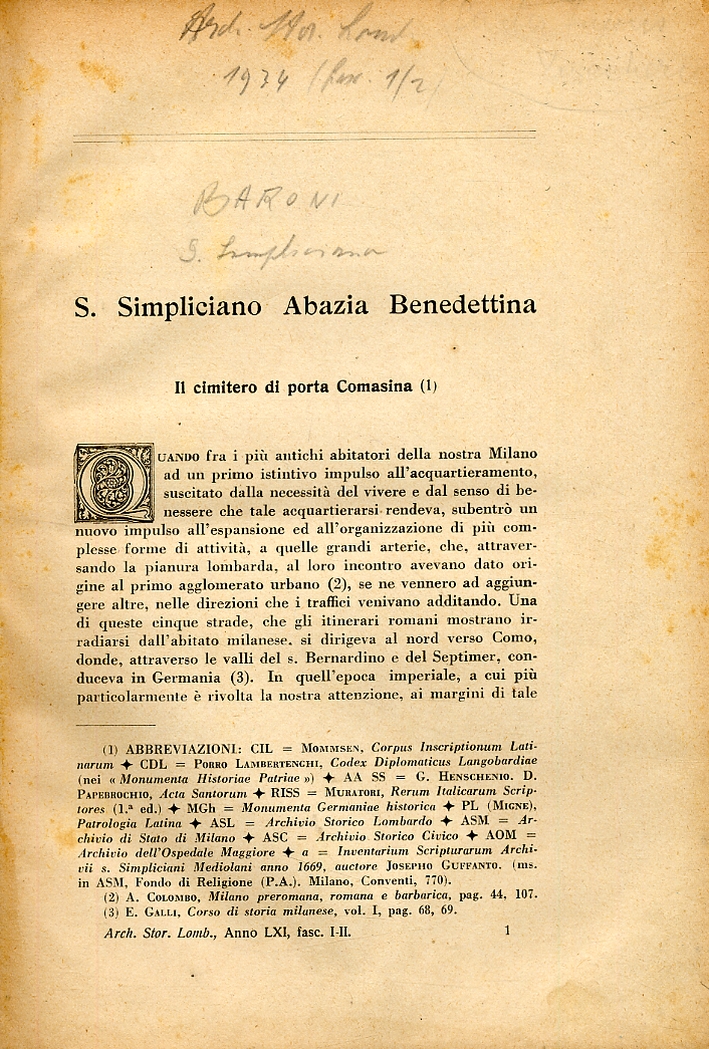 Arch. Stor. Lomb.
1934 (fasc. 1/2)
BARONI
S. Simpliciano
S. Simpliciano Abazia Benedettina
Il cimitero di porta Comasina (1)
QUANDO fra i più antichi abitatori della nostra Milano
ad un primo istintivo impulso all'acquartieramento,
suscitato dalla necessità del vivere e dal senso di be-
nessere che tale acquartierarsi rendeva, subentrò un
nuovo impulso all'espansione ed all'organizzazione di più com-
plesse forme di attività, a quelle grandi arterie, che, attraver-
sando la pianura lombarda, al loro incontro avevano dato ori-
gine al primo agglomerato urbano (2), se ne vennero ad aggiun-
gere altre, nelle direzioni che i traffici venivano additando. Una
di queste cinque strade, che gli itinerari romani mostrano ir-
radiarsi dall'abitato milanese. si dirigeva al nord verso Como,
donde, attraverso le valli del s. Bernardino e del Septimer, con-
duceva in Germania (3). In quell'epoca imperiale, a cui più
particolarmente è rivolta la nostra attenzione, ai margini di tale
(1) ABBREVIAZIONI: CIL = MOMMSEN, Corpus Inscriptionum Lati-
narum ✦ CDL = PORRO LAMBERTENGHI, Codex Diplomaticus Langobardiae
(nei « Monumenta Historiae Patriae ») ✦ AA SS = G. HENSCHENIO. D.
PAPEBROCHIO, Acta Santorum ✦ RISS = MURATORI, Rerum Italicarum Scrip-
tores (1.ª ed.) ✦ MGh = Monumenta Germaniae historica ✦ PL (MIGNE),
Patrologia Latina ✦ ASL = Archivio Storico Lombardo ✦ ASM = Ar-
chivio di Stato di Milano ✦ ASC = Archivio Storico Civico ✦ AOM =
Archivio dell'Ospedale Maggiore ✦ a = Inventarium Scripturarum Archi-
vii s. Simpliciani Mediolani anno 1669, auctore JOSEPHO GUFFANTO. (ms.
in ASM, Fondo di Religione (P.A.). Milano, Conventi, 770).
(2) A. COLOMBO, Milano preromana, romana e barbarica, pag. 44, 107.
(3) E. GALLI, Corso di storia milanese, vol. I, pag. 68, 69.
Arch. Stor. Lomb., Anno LXI, fasc. I-II. 1